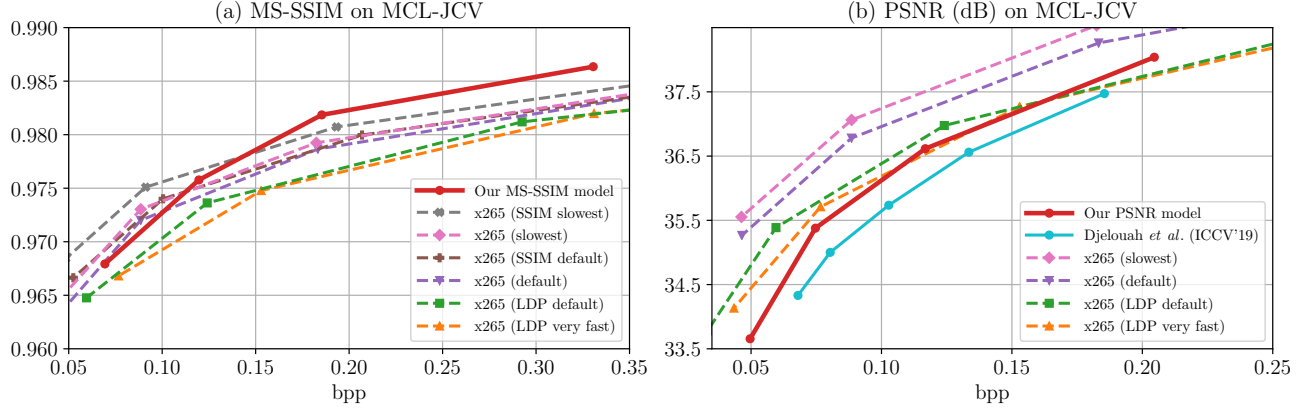 (a) MS-SSIM on MCL-JCV
0.990
0.985
0.980
0.975
0.970
0.965
0.960
0.05
0.10
0.15
0.20
0.25
0.30
0.35
bpp
Our MS-SSIM model
x265 (SSIM slowest)
x265 (slowest)
x265 (SSIM default)
x265 (default)
x265 (LDP default)
x265 (LDP very fast)
(b) PSNR (dB) on MCL-JCV
37.5
36.5
35.5
34.5
33.5
0.05
0.10
0.15
0.20
0.25
bpp
Our PSNR model
Djelouah et al. (ICCV'19)
x265 (slowest)
x265 (default)
x265 (LDP default)
x265 (LDP very fast)